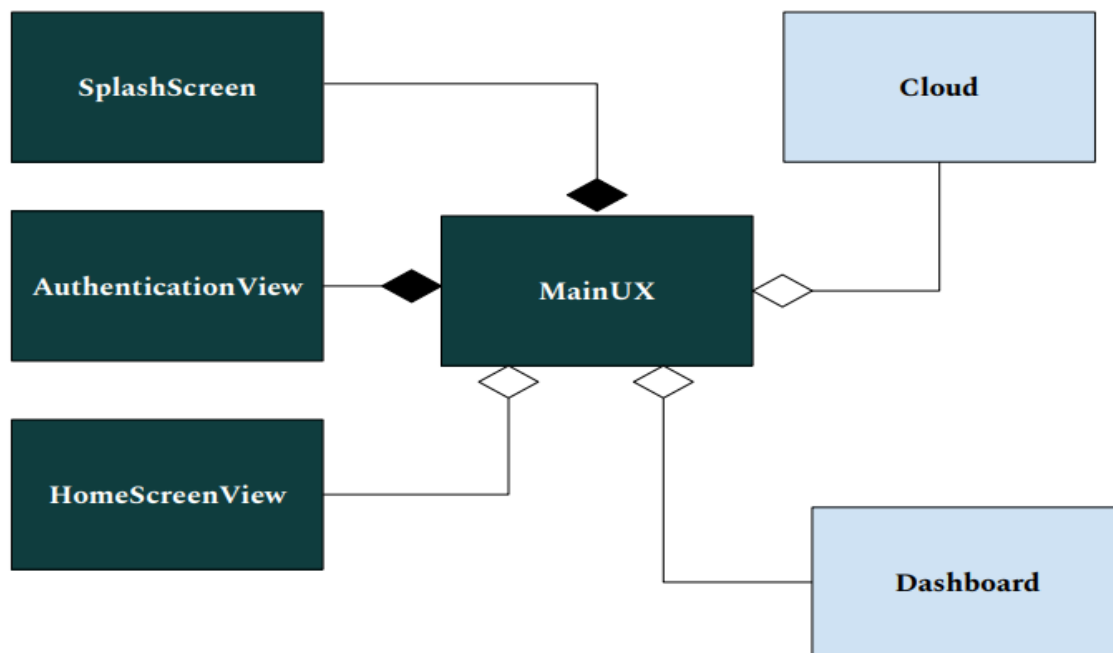 SplashScreen
Cloud
AuthenticationView
MainUX
HomeScreenView
Dashboard